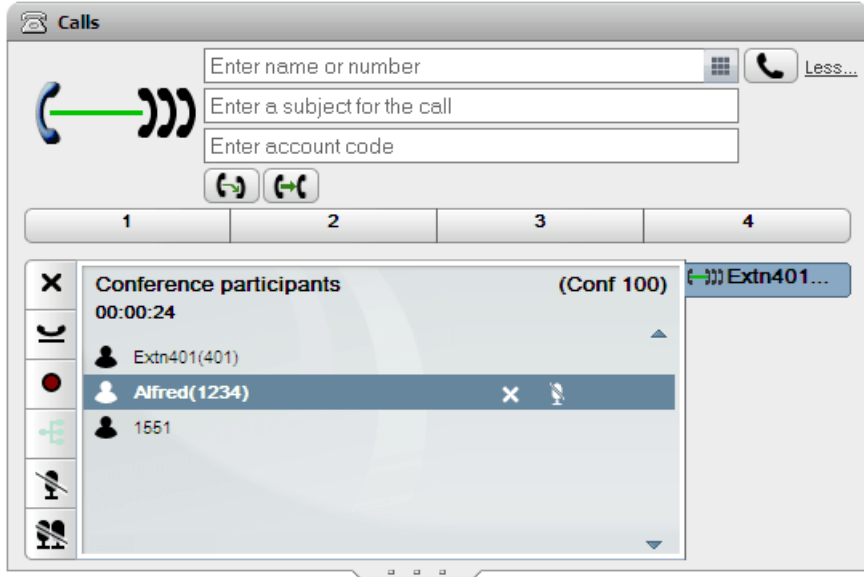 Calls
Enter name or number
Less...
Enter a subject for the call
Enter account code
1 2 3 4
Conference participants (Conf 100)
00:00:24
Extn401(401)
Alfred(1234)
1551
Extn401...